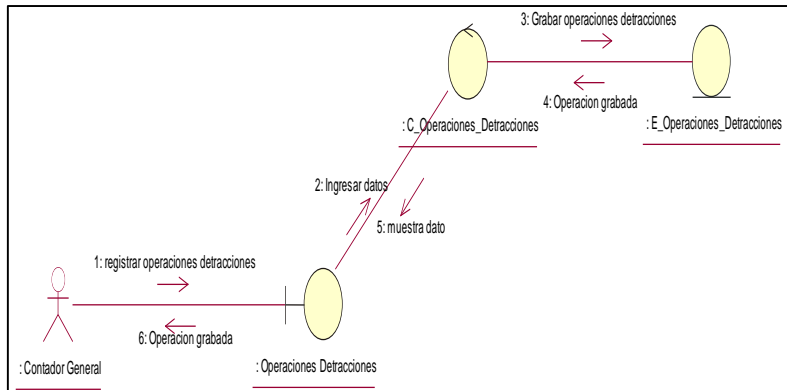 3: Grabar operaciones detracciones
4: Operacion grabada
: C_Operaciones_Detracciones
: E_Operaciones_Detracciones
2: Ingresar datos
5: muestra dato
1: registrar operaciones detracciones
6: Operacion grabada
: Contador General
: Operaciones Detracciones